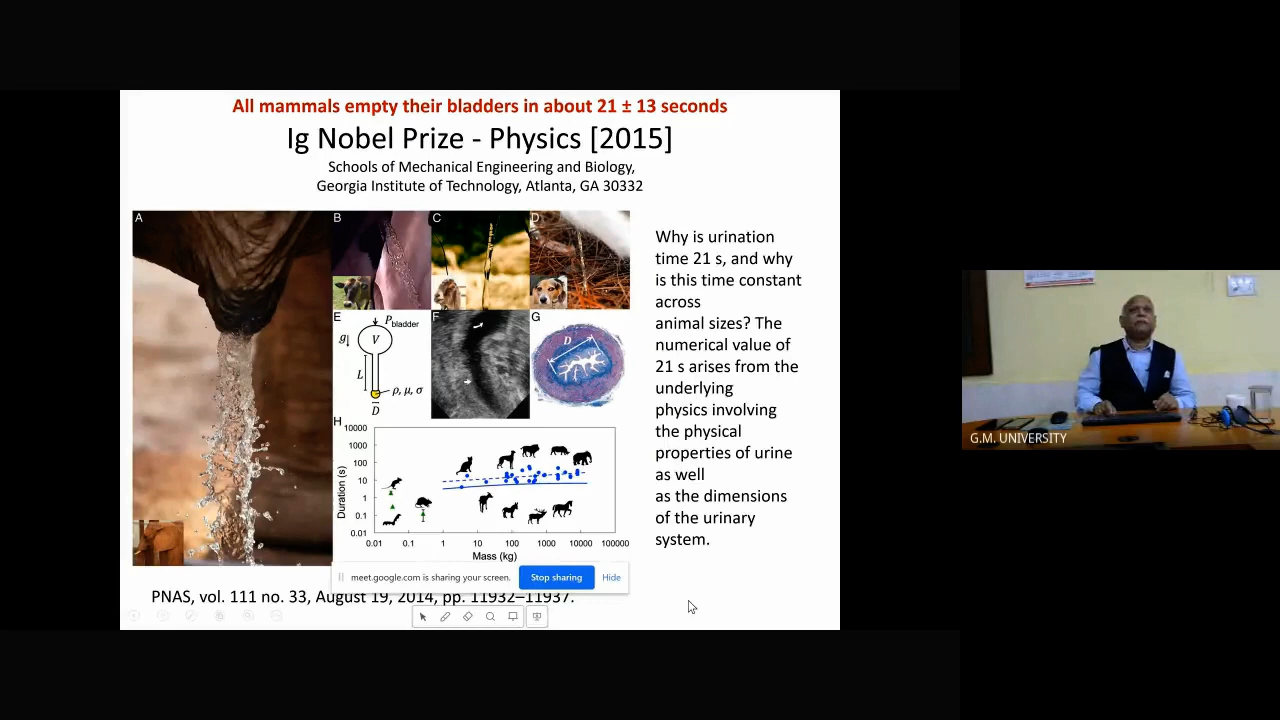 All mammals empty their bladders in about 21 ± 13 seconds
Ig Nobel Prize - Physics [2015]
Schools of Mechanical Engineering and Biology,
Georgia Institute of Technology, Atlanta, GA 30332
A
B
C
D
E
P bladder
g
V
L
ρ, μ, σ
D
F
G
D
H
Duration (s)
10000
1000
100
10
1
0.1
0.01
0.01 0.1 1 10 100 1000 10000 100000
Mass (kg)
Why is urination
time 21 s, and why
is this time constant
across
animal sizes? The
numerical value of
21 s arises from the
underlying
physics involving
the physical
properties of urine
as well
as the dimensions
of the urinary
system.
meet.google.com is sharing your screen.
Stop sharing
Hide
PNAS, vol. 111 no. 33, August 19, 2014, pp. 11932–11937.
G.M. UNIVERSITY